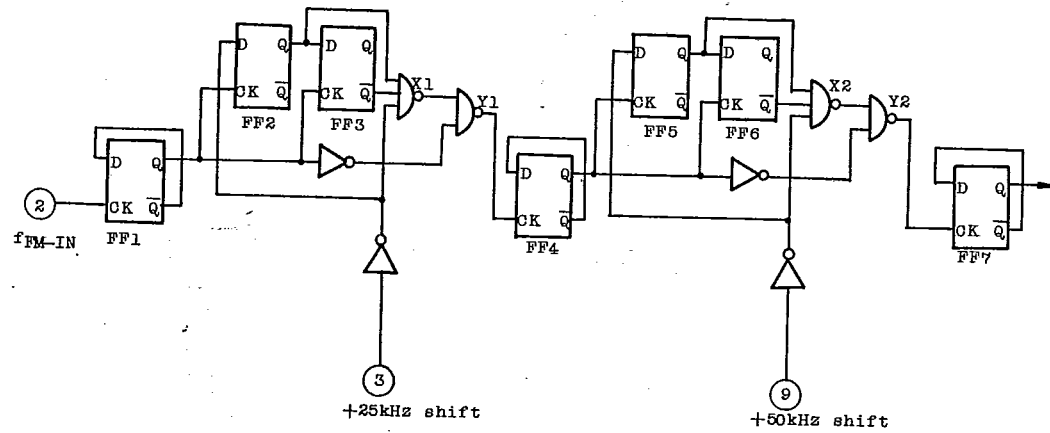 D Q
CK Q
FF2
Q
CK Q
FF3
X1
Y1
D Q
CK Q
FF1
2
fFM-IN
3
+25kHz shift
D Q
CK Q
FF4
D Q
CK Q
FF5
Q
CK Q
FF6
X2
Y2
9
+50kHz shift
D Q
CK Q
FF7